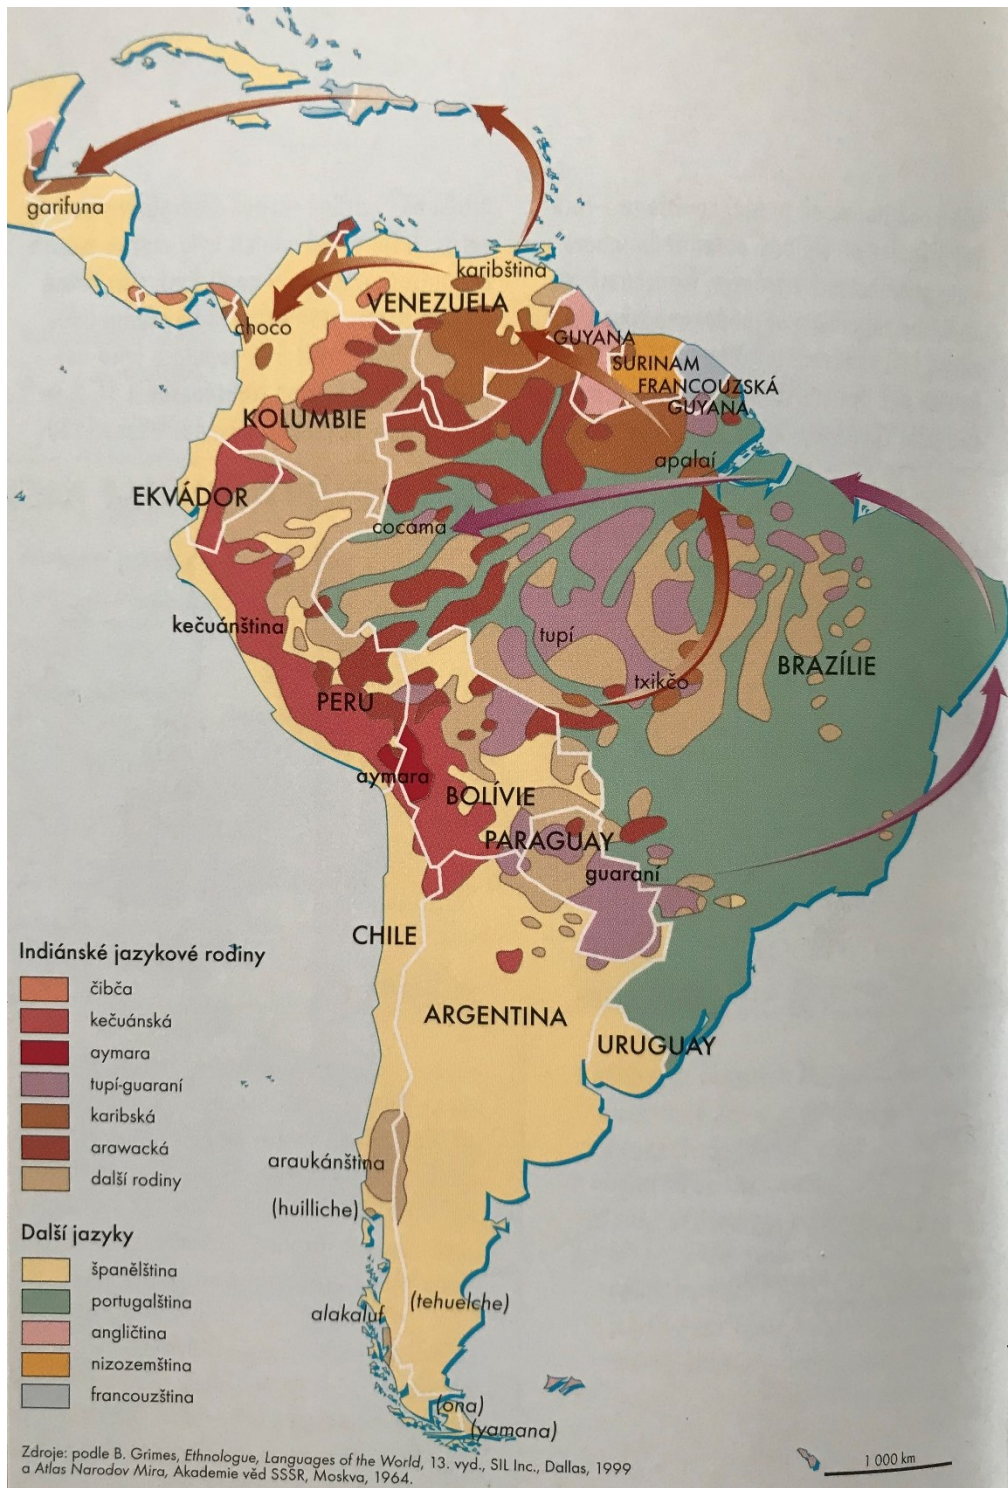 garifuna
karibština
VENEZUELA
choco
GUYANA
SURINAM
FRANCOUZSKÁ
GUYANA
KOLUMBIE
apalaí
EKVÁDOR
cocama
kečuánština
tupí
BRAZÍLIE
txikčo
PERU
aymara
BOLÍVIE
PARAGUAY
guaraní
CHILE
Indiánské jazykové rodiny
čibča
kečuánská
aymara
tupí-guaraní
karibská
arawacká
další rodiny
ARGENTINA
URUGUAY
araukánština
(huilliche)
Další jazyky
španělština
portugalština
angličtina
nizozemština
francouzština
(tehuelche)
alakaluf
(ona)
(yamana)
Zdroje: podle B. Grimes, Ethnologue, Languages of the World, 13. vyd., SIL Inc., Dallas, 1999
a Atlas Narodov Mira, Akademie věd SSSR, Moskva, 1964.
1 000 km